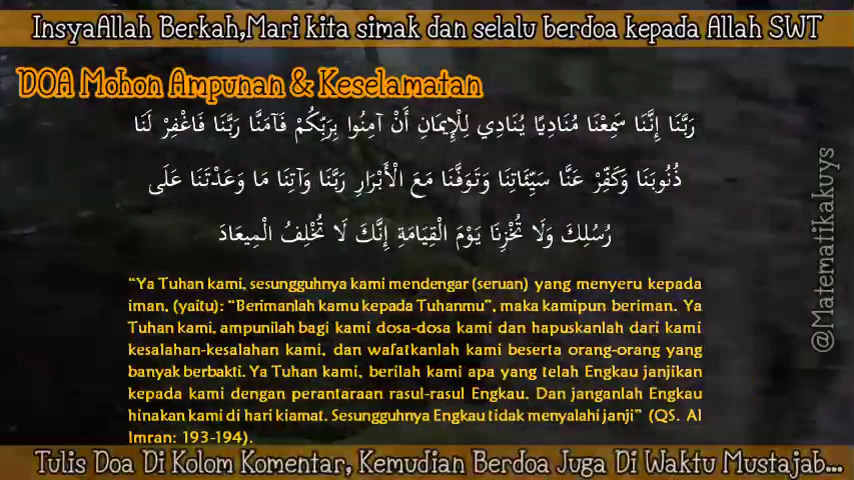 InsyaAllah Berkah,Mari kita simak dan selalu berdoa kepada Allah SWT
DOA Mohon Ampunan & Keselamatan
رَبَّنَا إِنَّنَا سَمِعْنَا مُنَادِيًا يُنَادِي لِلْإِيمَانِ أَنْ آمِنُوا بِرَبِّكُمْ فَآمَنَّا رَبَّنَا فَاغْفِرْ لَنَا
ذُنُوبَنَا وَكَفِّرْ عَنَّا سَيِّئَاتِنَا وَتَوَفَّنَا مَعَ الْأَبْرَارِ رَبَّنَا وَآتِنَا مَا وَعَدْتَنَا عَلَى
رُسُلِكَ وَلَا تُخْزِنَا يَوْمَ الْقِيَامَةِ إِنَّكَ لَا تُخْلِفُ الْمِيعَادَ
“Ya Tuhan kami, sesungguhnya kami mendengar (seruan) yang menyeru kepada
iman, (yaitu): “Berimanlah kamu kepada Tuhanmu”, maka kamipun beriman. Ya
Tuhan kami, ampunilah bagi kami dosa-dosa kami dan hapuskanlah dari kami
kesalahan-kesalahan kami, dan wafatkanlah kami beserta orang-orang yang
banyak berbakti. Ya Tuhan kami, berilah kami apa yang telah Engkau janjikan
kepada kami dengan perantaraan rasul-rasul Engkau. Dan janganlah Engkau
hinakan kami di hari kiamat. Sesungguhnya Engkau tidak menyalahi janji” (QS. Al
Imran: 193-194).
Tulis Doa Di Kolom Komentar, Kemudian Berdoa Juga Di Waktu Mustajab...
@Matematikakuys